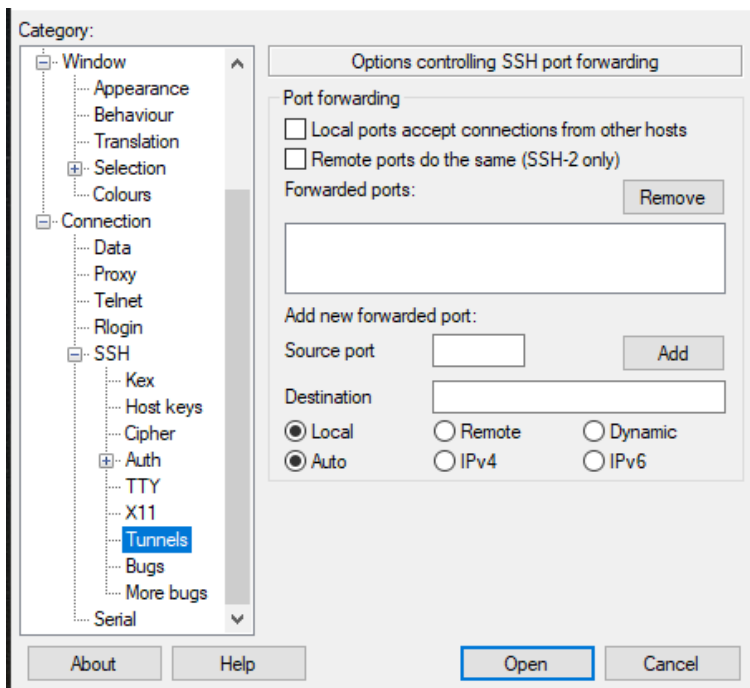 Category:
Window
Appearance
Behaviour
Translation
Selection
Colours
Connection
Data
Proxy
Telnet
Rlogin
SSH
Kex
Host keys
Cipher
Auth
TTY
X11
Tunnels
Bugs
More bugs
Serial
Options controlling SSH port forwarding
Port forwarding
Local ports accept connections from other hosts
Remote ports do the same (SSH-2 only)
Forwarded ports:
Remove
Add new forwarded port:
Source port
Add
Destination
Local Remote Dynamic
Auto IPv4 IPv6
About Help Open Cancel